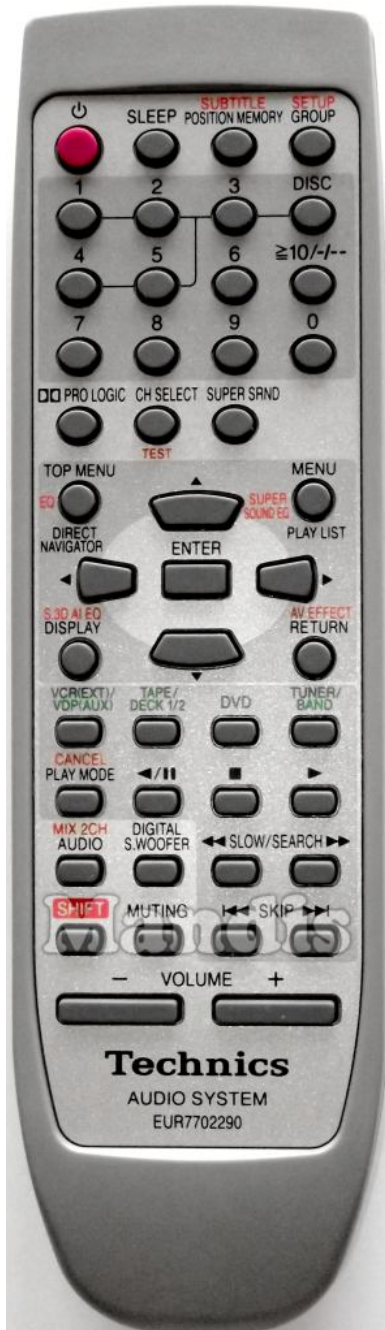 SUBTITLE SETUP
SLEEP POSITION MEMORY GROUP
1 2 3 DISC
4 5 6 ≧10/-/--
7 8 9 0
PRO LOGIC CH SELECT SUPER SRND
TEST
TOP MENU MENU
EQ SUPER
SOUND EQ
DIRECT
NAVIGATOR ENTER PLAY LIST
S.3D AI EQ AV EFFECT
DISPLAY RETURN
VCR(EXT)/ TAPE/ DVD TUNER/
VDP(AUX) DECK 1/2 BAND
CANCEL
PLAY MODE ◀/❚❚ ■ ▶
MIX 2CH DIGITAL
AUDIO S.WOOFER ◀◀ SLOW/SEARCH ▶▶
SHIFT MUTING |◀◀ SKIP ▶▶|
Mandis
− VOLUME +
Technics
AUDIO SYSTEM
EUR7702290